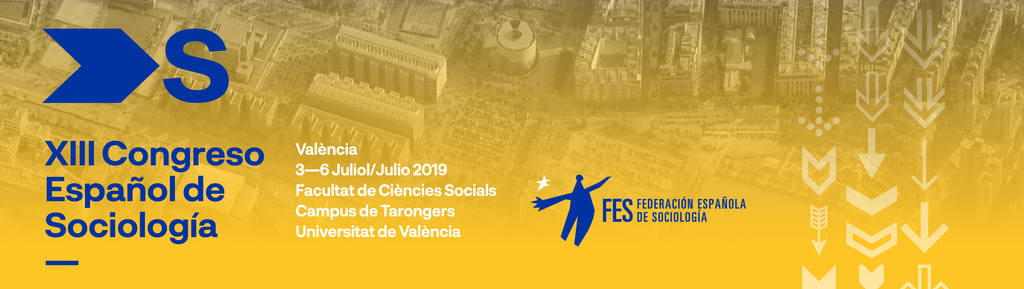 S
XIII Congreso
Español de
Sociología
València
3—6 Juliol/Julio 2019
Facultat de Ciències Socials
Campus de Tarongers
Universitat de València
FES FEDERACIÓN ESPAÑOLA
DE SOCIOLOGÍA